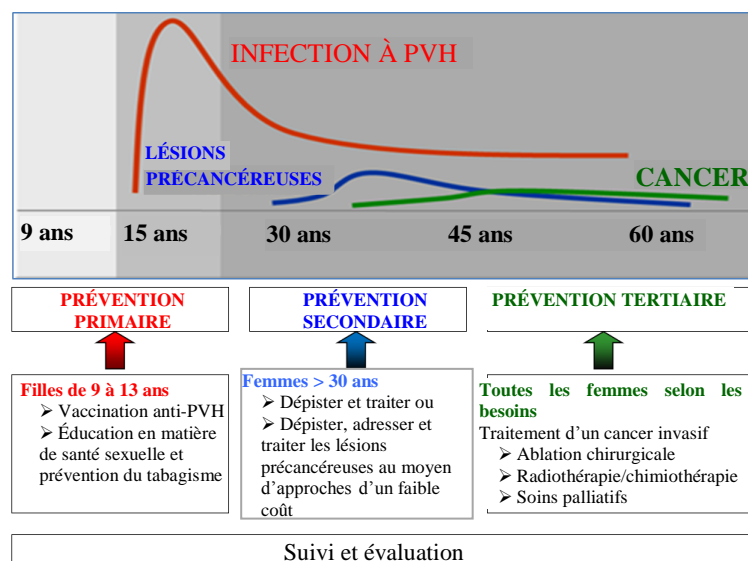 INFECTION À PVH
LÉSIONS
PRÉCANCÉREUSES
CANCER
9 ans 15 ans 30 ans 45 ans 60 ans
PRÉVENTION
PRIMAIRE
PRÉVENTION
SECONDAIRE
PRÉVENTION TERTIAIRE
Filles de 9 à 13 ans
➢ Vaccination anti-PVH
➢ Éducation en matière
de santé sexuelle et
prévention du tabagisme
Femmes > 30 ans
➢ Dépister et traiter ou
➢ Dépister, adresser et
traiter les lésions
précancéreuses au moyen
d’approches d’un faible
coût
Toutes les femmes selon les
besoins
Traitement d’un cancer invasif
➢ Ablation chirurgicale
➢ Radiothérapie/chimiothérapie
➢ Soins palliatifs
Suivi et évaluation